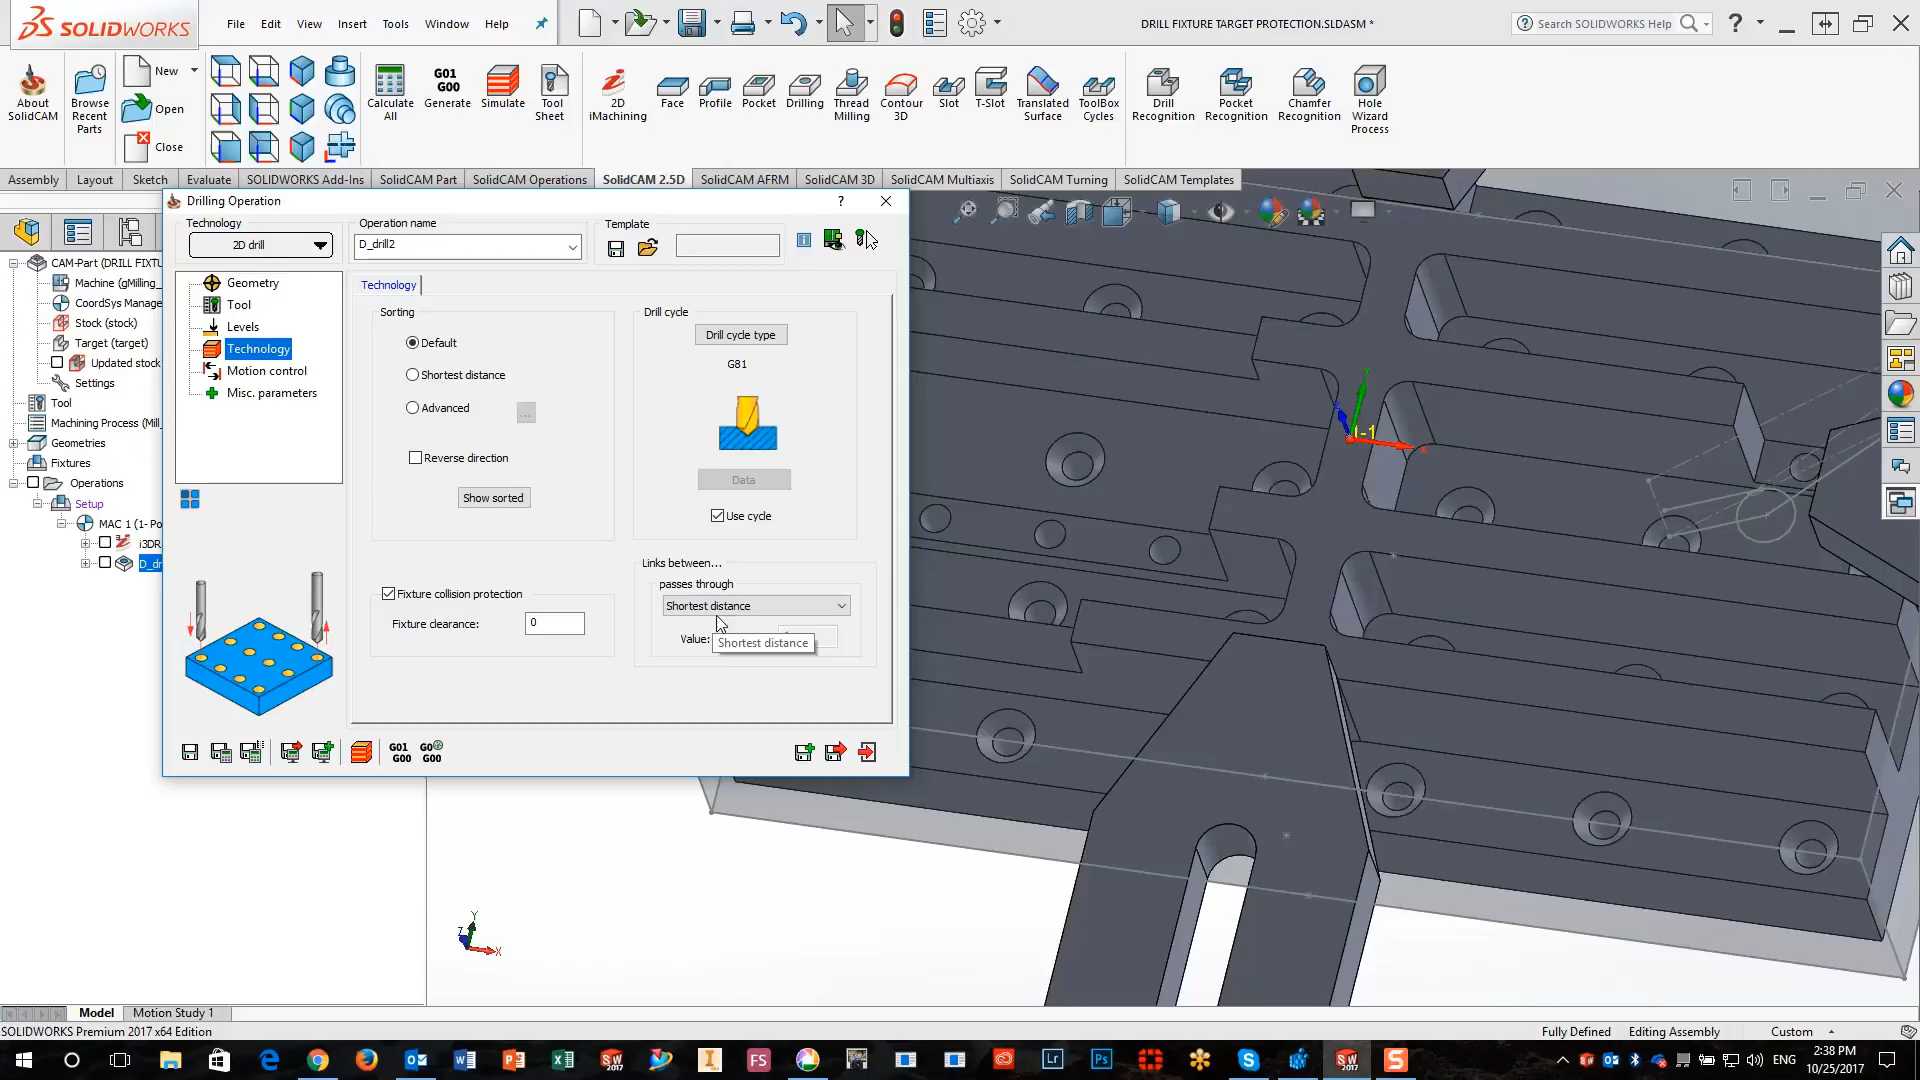 SOLIDWORKS
File Edit View Insert Tools Window Help
DRILL FIXTURE TARGET PROTECTION.SLDASM *
Search SOLIDWORKS Help
About SolidCAM
Browse Recent Parts
New
Open
Close
Calculate All
G01 G00 Generate
Simulate
Tool Sheet
2D iMachining
Face
Profile
Pocket
Drilling
Thread Milling
Contour 3D
Slot
T-Slot
Translated Surface
ToolBox Cycles
Drill Recognition
Pocket Recognition
Chamfer Recognition
Hole Wizard Process
Assembly Layout Sketch Evaluate SOLIDWORKS Add-Ins SolidCAM Part SolidCAM Operations SolidCAM 2.5D SolidCAM AFRM SolidCAM 3D SolidCAM Multiaxis SolidCAM Turning SolidCAM Templates
Drilling Operation
?
Technology
2D drill
Operation name
D_drill2
Template
Geometry
Tool
Levels
Technology
Motion control
Misc. parameters
Technology
Sorting
Default
Shortest distance
Advanced
...
Reverse direction
Show sorted
Drill cycle
Drill cycle type
G81
Data
Use cycle
Fixture collision protection
Fixture clearance: 0
Links between...
passes through
Shortest distance
Value:
Shortest distance
G01 G00
G0 G00
CAM-Part (DRILL FIXTU
Machine (gMilling_
CoordSys Manage
Stock (stock)
Target (target)
Updated stock
Settings
Tool
Machining Process (Mill_
Geometries
Fixtures
Operations
Setup
MAC 1 (1- Po
i3DR
D_dr
1-1
Y
Z
X
Model Motion Study 1
SOLIDWORKS Premium 2017 x64 Edition
Fully Defined Editing Assembly Custom
ENG
2:38 PM
10/25/2017